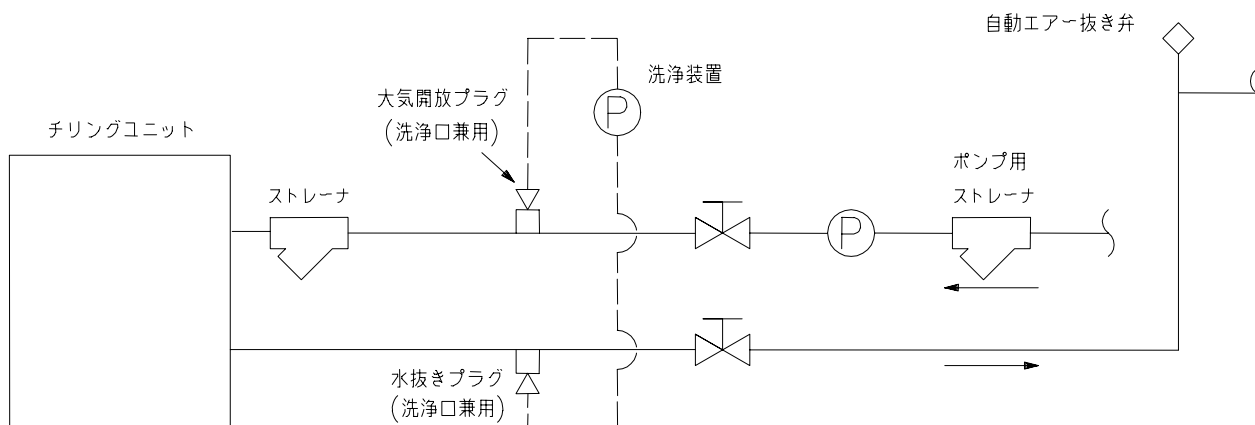 自動エアー抜き弁
洗浄装置
大気開放プラグ
(洗浄口兼用)
P
チリングユニット
ポンプ用
ストレーナ
ストレーナ
P
水抜きプラグ
(洗浄口兼用)